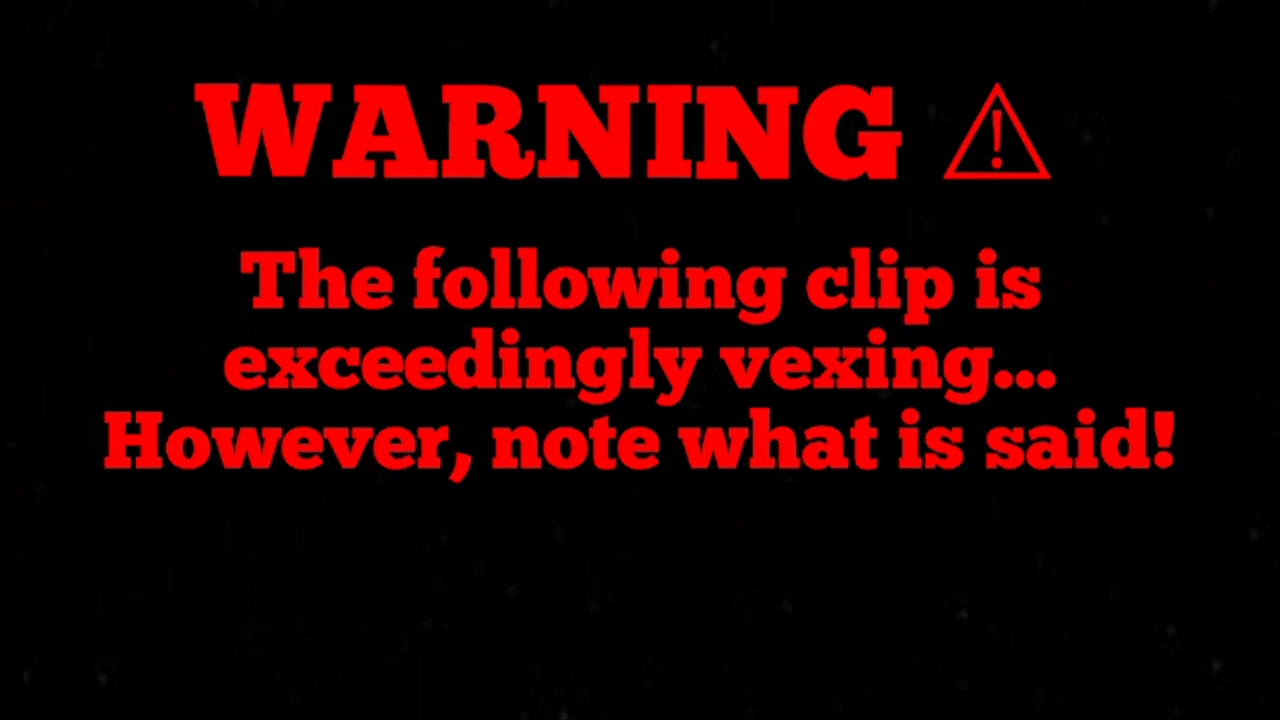 WARNING ⚠
The following clip is
exceedingly vexing...
However, note what is said!